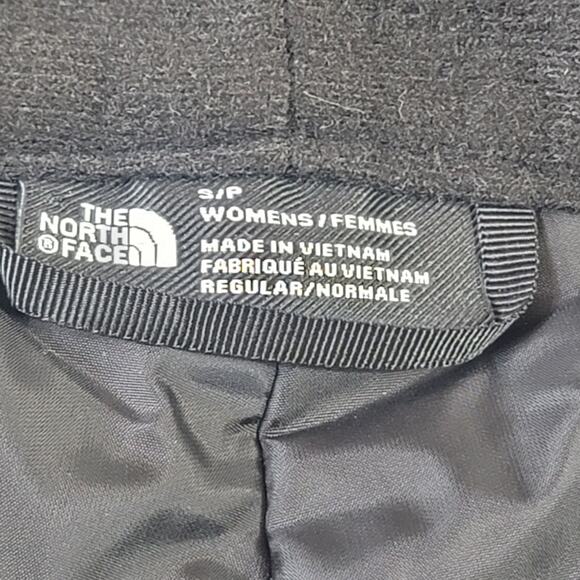 THE
NORTH
® FACE
S/P
WOMENS / FEMMES
MADE IN VIETNAM
FABRIQUÉ AU VIETNAM
REGULAR/NORMALE